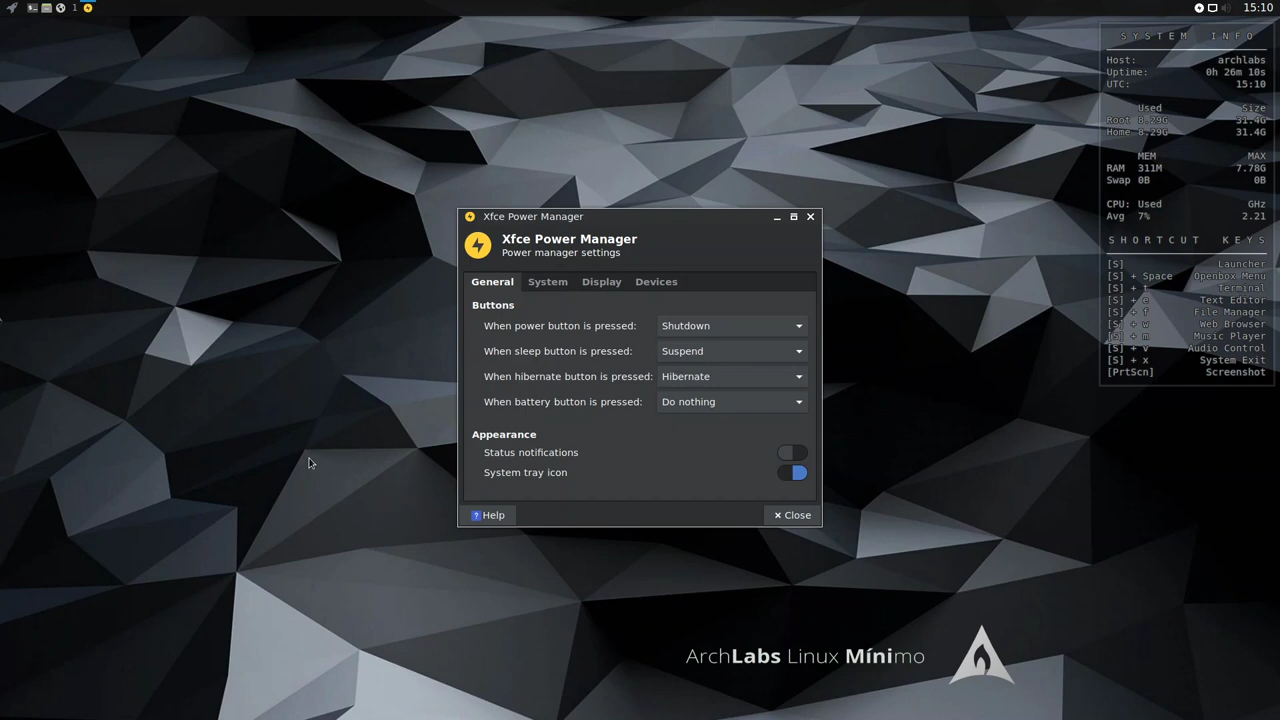 1
15:10
SYSTEM INFO
Host: archlabs
Uptime: 0h 26m 10s
UTC: 15:10
Used Size
Root 8.29G 31.4G
Home 8.29G 31.4G
MEM MAX
RAM 311M 7.78G
Swap 0B 0B
CPU: Used GHz
Avg 7% 2.21
SHORTCUT KEYS
[S] Launcher
[S] + Space Openbox Menu
[S] + t Terminal
[S] + e Text Editor
[S] + f File Manager
[S] + w Web Browser
[S] + m Music Player
[S] + v Audio Control
[S] + x System Exit
[PrtScn] Screenshot
Xfce Power Manager
Xfce Power Manager
Power manager settings
General System Display Devices
Buttons
When power button is pressed: Shutdown
When sleep button is pressed: Suspend
When hibernate button is pressed: Hibernate
When battery button is pressed: Do nothing
Appearance
Status notifications
System tray icon
? Help
Close
ArchLabs Linux Mínimo